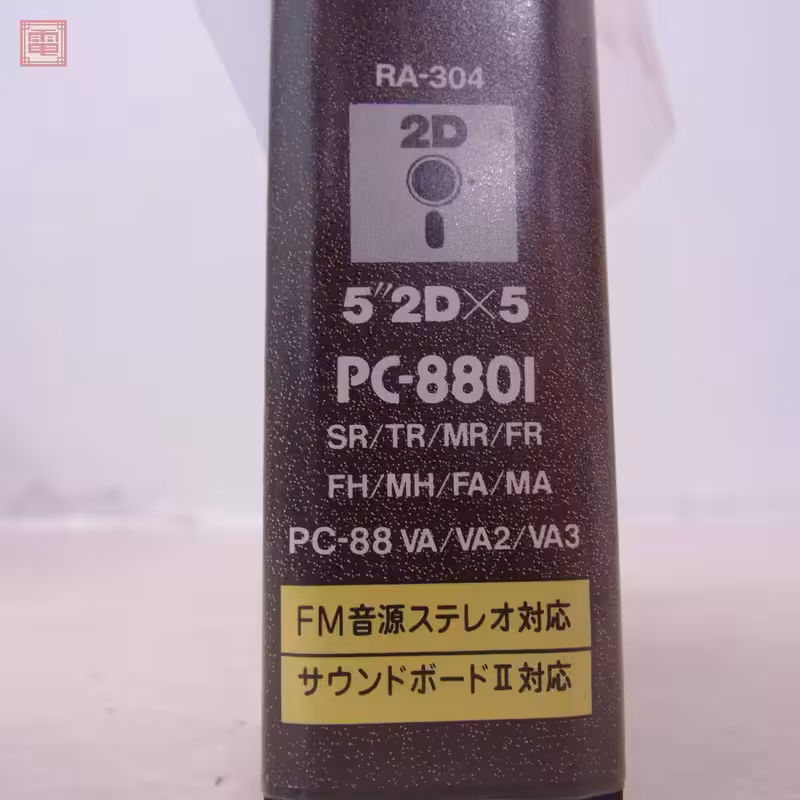 電
RA-304
2D
5"2D×5
PC-8801
SR/TR/MR/FR
FH/MH/FA/MA
PC-88 VA/VA2/VA3
FM音源ステレオ対応
サウンドボードⅡ対応